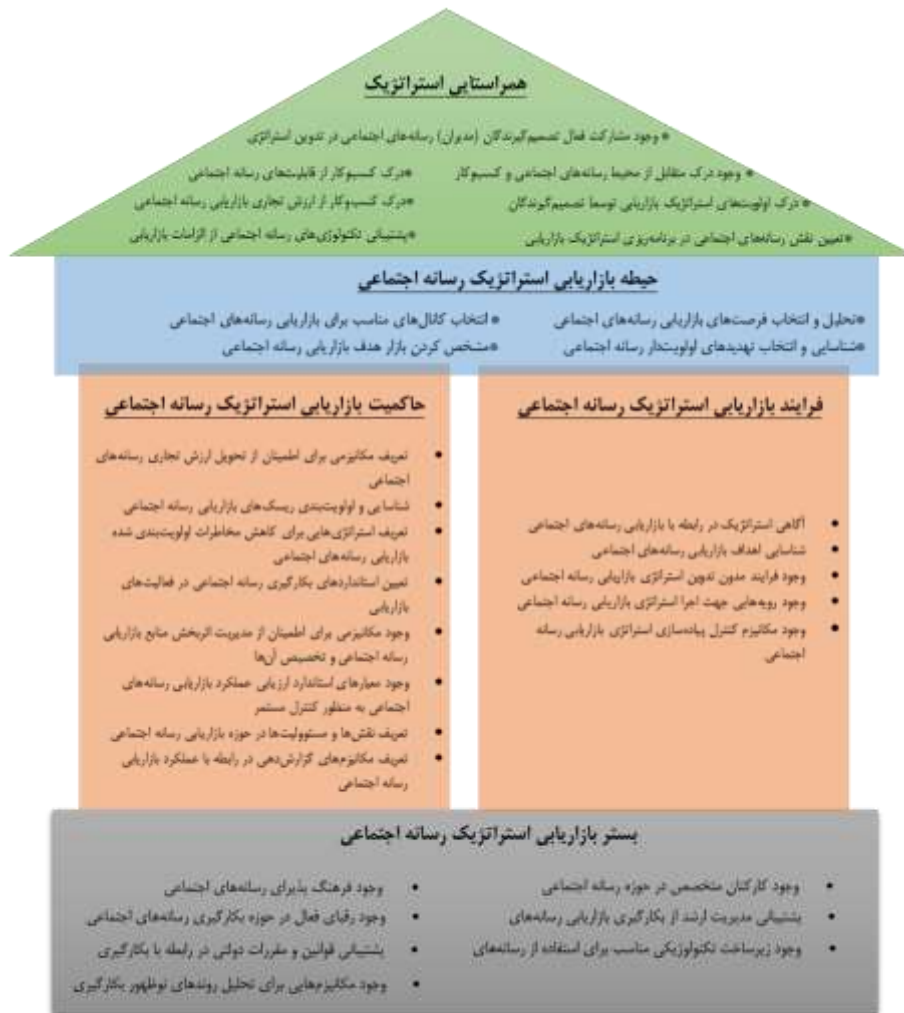 همراستایی استراتژیک
* وجود مشارکت فعال تصمیم‌گیرندگان (مدیران) رسانه‌های اجتماعی در تدوین استراتژی
* وجود درک متقابل از محیط رسانه‌های اجتماعی و کسب‌وکار
*درک کسب‌وکار از قابلیت‌های رسانه اجتماعی
* درک اولویت‌های استراتژیک بازاریابی توسط تصمیم‌گیرندگان
*درک کسب‌وکار از ارزش تجاری بازاریابی رسانه اجتماعی
*تعیین نقش رسانه‌های اجتماعی در برنامه‌ریزی استراتژیک بازاریابی
*پشتیبانی تکنولوژی‌های رسانه اجتماعی از الزامات بازاریابی
حیطه بازاریابی استراتژیک رسانه اجتماعی
*تحلیل و انتخاب فرصت‌های بازاریابی رسانه‌های اجتماعی
* انتخاب کانال‌های مناسب برای بازاریابی رسانه‌های اجتماعی
*شناسایی و انتخاب تهدیدهای اولویت‌دار رسانه اجتماعی
*مشخص کردن بازار هدف بازاریابی رسانه اجتماعی
فرایند بازاریابی استراتژیک رسانه اجتماعی
• آگاهی استراتژیک در رابطه با بازاریابی رسانه‌های اجتماعی
• شناسایی اهداف بازاریابی رسانه‌های اجتماعی
• وجود فرایند مدون تدوین استراتژی بازاریابی رسانه اجتماعی
• وجود رویه‌هایی جهت اجرا استراتژی بازاریابی رسانه اجتماعی
• وجود مکانیزم کنترل پیاده‌سازی استراتژی بازاریابی رسانه
اجتماعی
حاکمیت بازاریابی استراتژیک رسانه اجتماعی
• تعریف مکانیزمی برای اطمینان از تحویل ارزش تجاری رسانه‌های
اجتماعی
• شناسایی و اولویت‌بندی ریسک‌های بازاریابی رسانه اجتماعی
• تعریف استراتژی‌هایی برای کاهش مخاطرات اولویت‌بندی شده
بازاریابی رسانه‌های اجتماعی
• تعیین استانداردهای بکارگیری رسانه اجتماعی در فعالیت‌های
بازاریابی
• وجود مکانیزمی برای اطمینان از مدیریت اثربخش منابع بازاریابی
رسانه اجتماعی و تخصیص آن‌ها
• وجود معیارهای استاندارد ارزیابی عملکرد بازاریابی رسانه‌های
اجتماعی به منظور کنترل مستمر
• تعریف نقش‌ها و مسئوولیت‌ها در حوزه بازاریابی رسانه اجتماعی
• تعریف مکانیزم‌های گزارش‌دهی در رابطه با عملکرد بازاریابی
رسانه اجتماعی
بستر بازاریابی استراتژیک رسانه اجتماعی
• وجود کارکنان متخصص در حوزه رسانه اجتماعی
• پشتیبانی مدیریت ارشد از بکارگیری بازاریابی رسانه‌های
• وجود زیرساخت تکنولوژیکی مناسب برای استفاده از رسانه‌های
• وجود فرهنگ پذیرای رسانه‌های اجتماعی
• وجود رقبای فعال در حوزه بکارگیری رسانه‌های اجتماعی
• پشتیبانی قوانین و مقررات دولتی در رابطه با بکارگیری
• وجود مکانیزم‌هایی برای تحلیل روندهای نوظهور بکارگیری